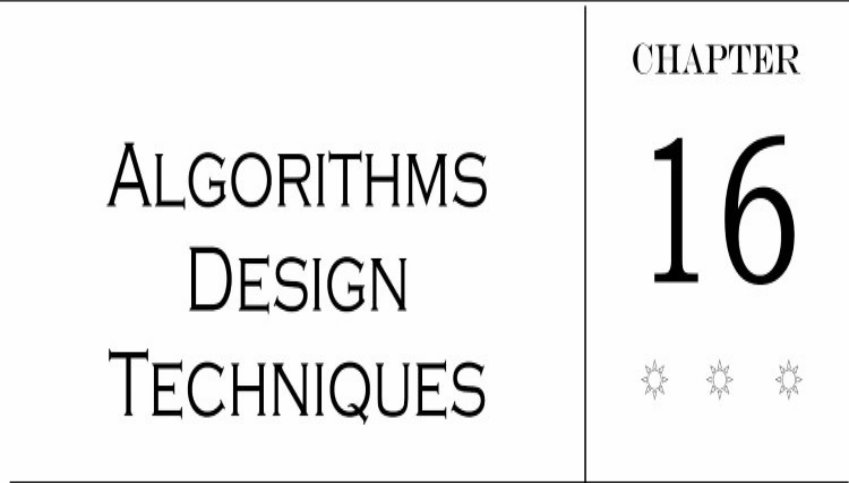 ALGORITHMS
DESIGN
TECHNIQUES
CHAPTER
16